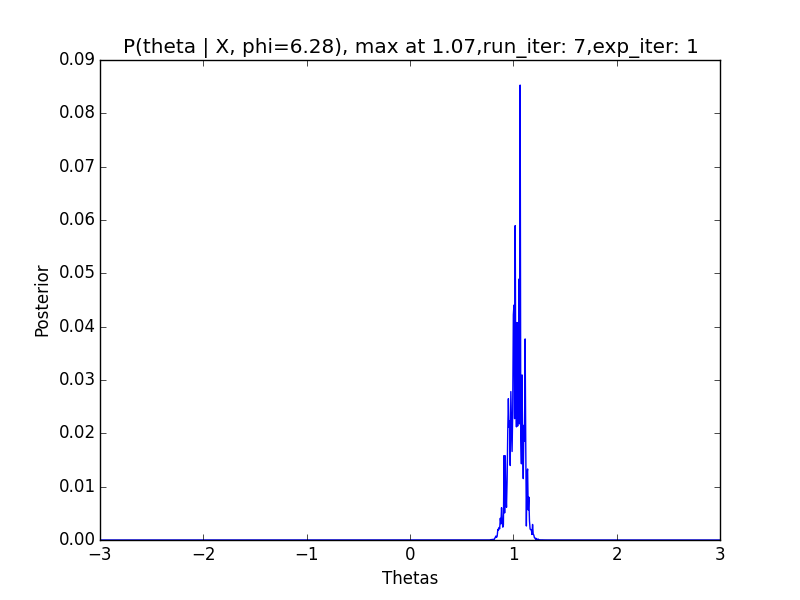 P(theta | X, phi=6.28), max at 1.07,run_iter: 7,exp_iter: 1
0.09
0.08
0.07
0.06
0.05
0.04
0.03
0.02
0.01
0.00
Posterior
−3 −2 −1 0 1 2 3
Thetas